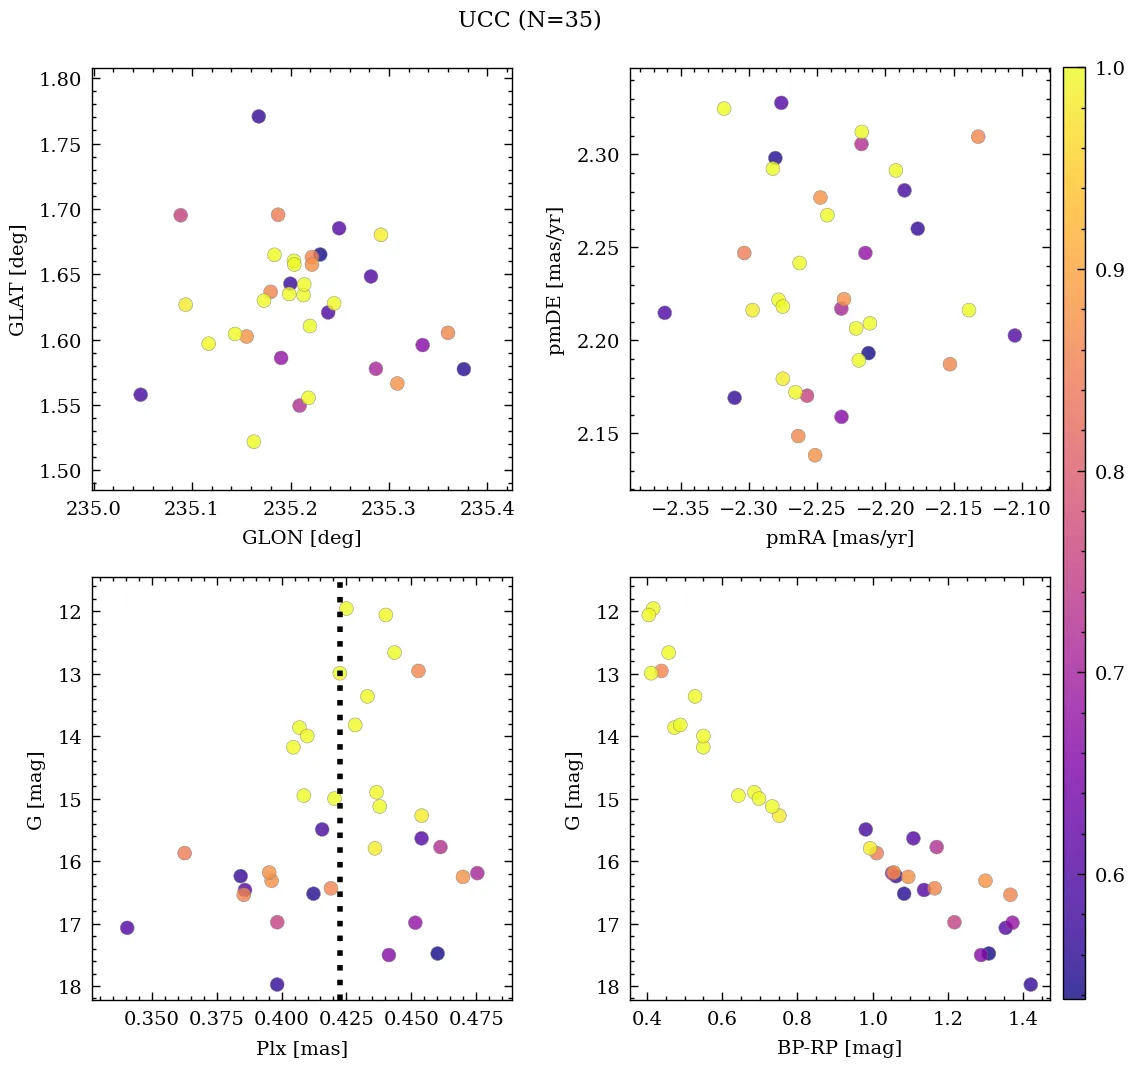 UCC (N=35)
1.80
1.75
1.70
1.65
1.60
1.55
1.50
GLAT [deg]
235.0 235.1 235.2 235.3 235.4
GLON [deg]
2.30
2.25
2.20
2.15
pmDE [mas/yr]
−2.35 −2.30 −2.25 −2.20 −2.15 −2.10
pmRA [mas/yr]
12
13
14
15
16
17
18
G [mag]
0.350 0.375 0.400 0.425 0.450 0.475
Plx [mas]
12
13
14
15
16
17
18
G [mag]
0.4 0.6 0.8 1.0 1.2 1.4
BP-RP [mag]
1.0
0.9
0.8
0.7
0.6